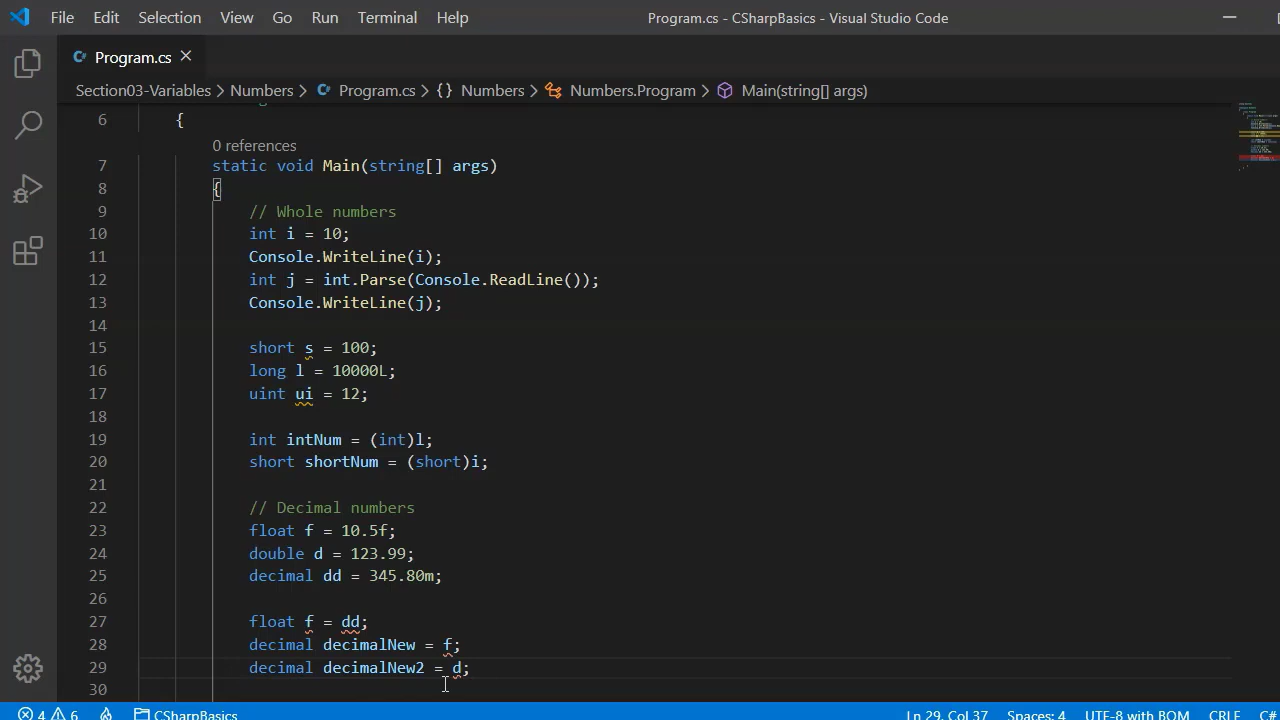 File Edit Selection View Go Run Terminal Help Program.cs - CSharpBasics - Visual Studio Code
C# Program.cs ×
Section03-Variables > Numbers > C# Program.cs > {} Numbers > Numbers.Program > Main(string[] args)
6 {
0 references
7 static void Main(string[] args)
8 {
9 // Whole numbers
10 int i = 10;
11 Console.WriteLine(i);
12 int j = int.Parse(Console.ReadLine());
13 Console.WriteLine(j);
14
15 short s = 100;
16 long l = 10000L;
17 uint ui = 12;
18
19 int intNum = (int)l;
20 short shortNum = (short)i;
21
22 // Decimal numbers
23 float f = 10.5f;
24 double d = 123.99;
25 decimal dd = 345.80m;
26
27 float f = dd;
28 decimal decimalNew = f;
29 decimal decimalNew2 = d;
30
4 6 CSharpBasics Ln 29, Col 37 Spaces: 4 UTF-8 with BOM CRLF C#